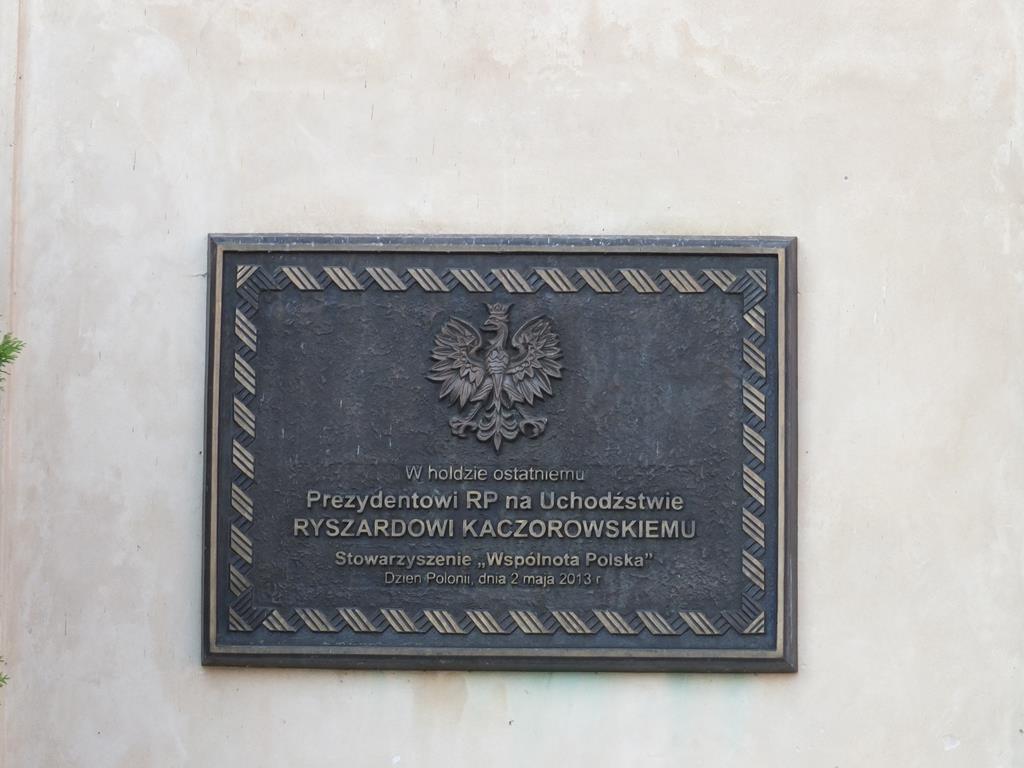 W hołdzie ostatniemu
Prezydentowi RP na Uchodźstwie
RYSZARDOWI KACZOROWSKIEMU
Stowarzyszenie „Wspólnota Polska”
Dzień Polonii, dnia 2 maja 2013 r